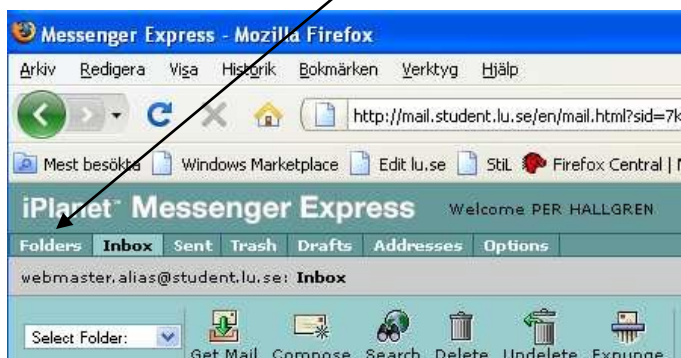 Messenger Express - Mozilla Firefox
Arkiv Redigera Visa Historik Bokmärken Verktyg Hjälp
http://mail.student.lu.se/en/mail.html?sid=7k
Mest besökta Windows Marketplace Edit lu.se StiL Firefox Central |
iPlanet™ Messenger Express Welcome PER HALLGREN
Folders Inbox Sent Trash Drafts Addresses Options
webmaster.alias@student.lu.se: Inbox
Select Folder: Get Mail Compose Search Delete Undelete Expunge